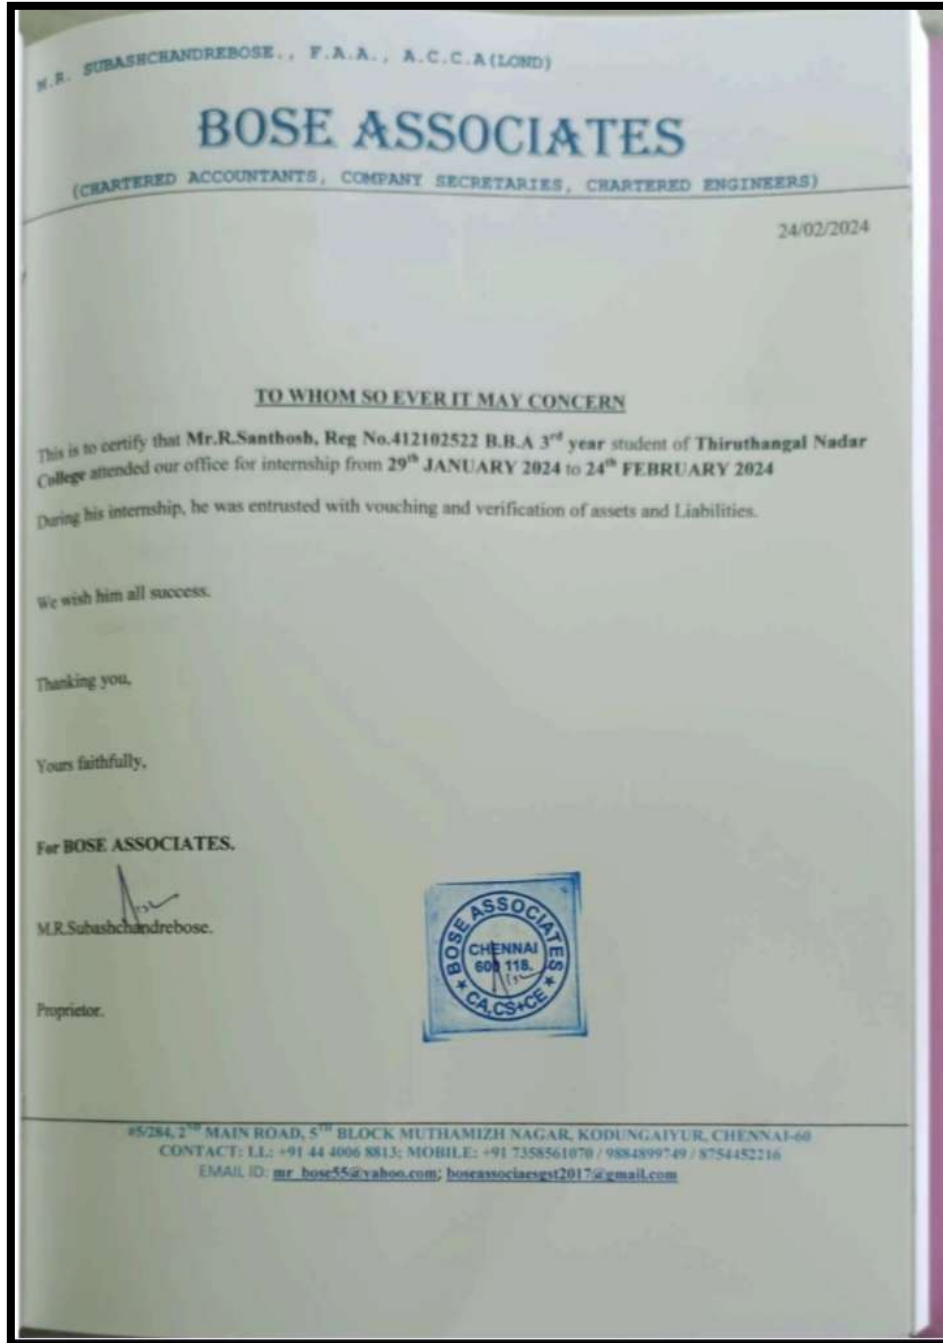 M.R. SUBASHCHANDREBOSE., F.A.A., A.C.C.A(LOND)
BOSE ASSOCIATES
(CHARTERED ACCOUNTANTS, COMPANY SECRETARIES, CHARTERED ENGINEERS)
24/02/2024
TO WHOM SO EVER IT MAY CONCERN
This is to certify that Mr.R.Santhosh, Reg No.412102522 B.B.A 3rd year student of Thiruthangal Nadar
College attended our office for internship from 29th JANUARY 2024 to 24th FEBRUARY 2024
During his internship, he was entrusted with vouching and verification of assets and Liabilities.
We wish him all success.
Thanking you,
Yours faithfully,
For BOSE ASSOCIATES.
M.R.Subashchandrebose.
BOSE ASSOCIATES
CHENNAI
600 118.
CA,CS+CE
Proprietor.
#5/284, 2ND MAIN ROAD, 5TH BLOCK MUTHAMIZH NAGAR, KODUNGAIYUR, CHENNAI-60
CONTACT: LL: +91 44 4006 8813; MOBILE: +91 7358561070 / 9884899749 / 8754452216
EMAIL ID: mr_bose55@yahoo.com; boseassociaesgst2017@gmail.com